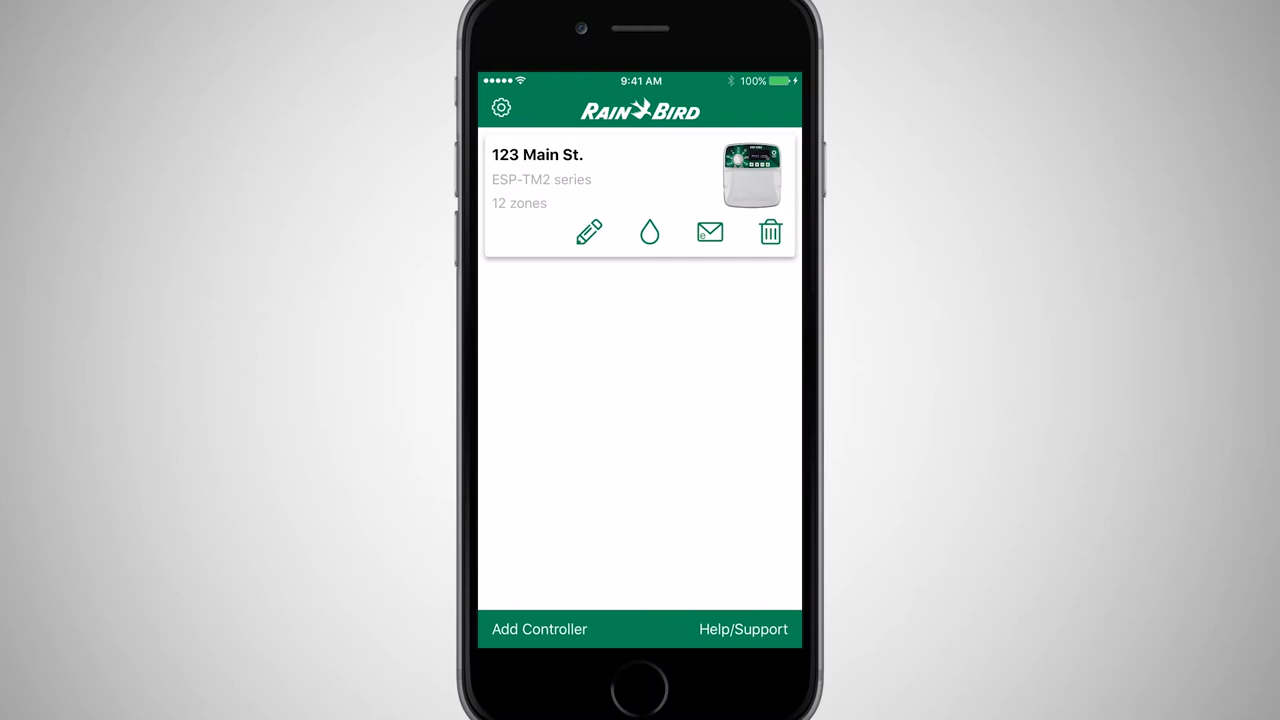 9:41 AM
100%
RAIN BIRD
123 Main St.
ESP-TM2 series
12 zones
e
Add Controller
Help/Support